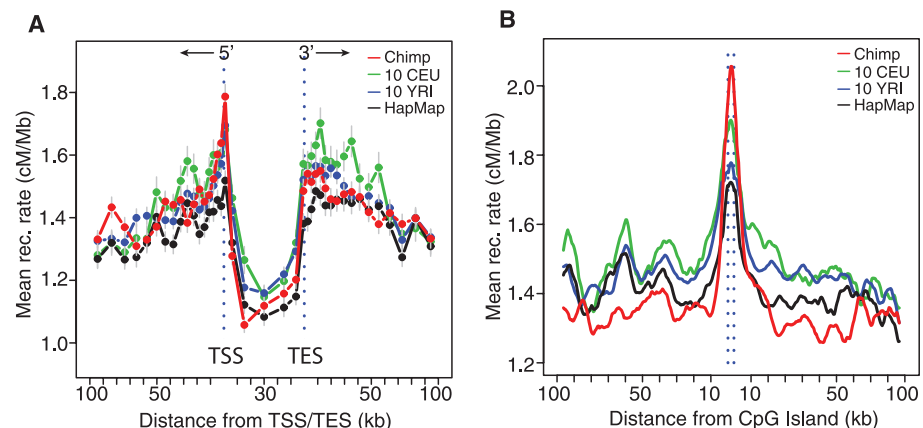 A
5’ 3’
Chimp
10 CEU
10 YRI
HapMap
1.8
1.6
1.4
1.2
1.0
Mean rec. rate (cM/Mb)
TSS TES
100 50 30 50 100
Distance from TSS/TES (kb)
B
Chimp
10 CEU
10 YRI
HapMap
2.0
1.8
1.6
1.4
1.2
Mean rec. rate (cM/Mb)
100 50 10 10 50 100
Distance from CpG Island (kb)